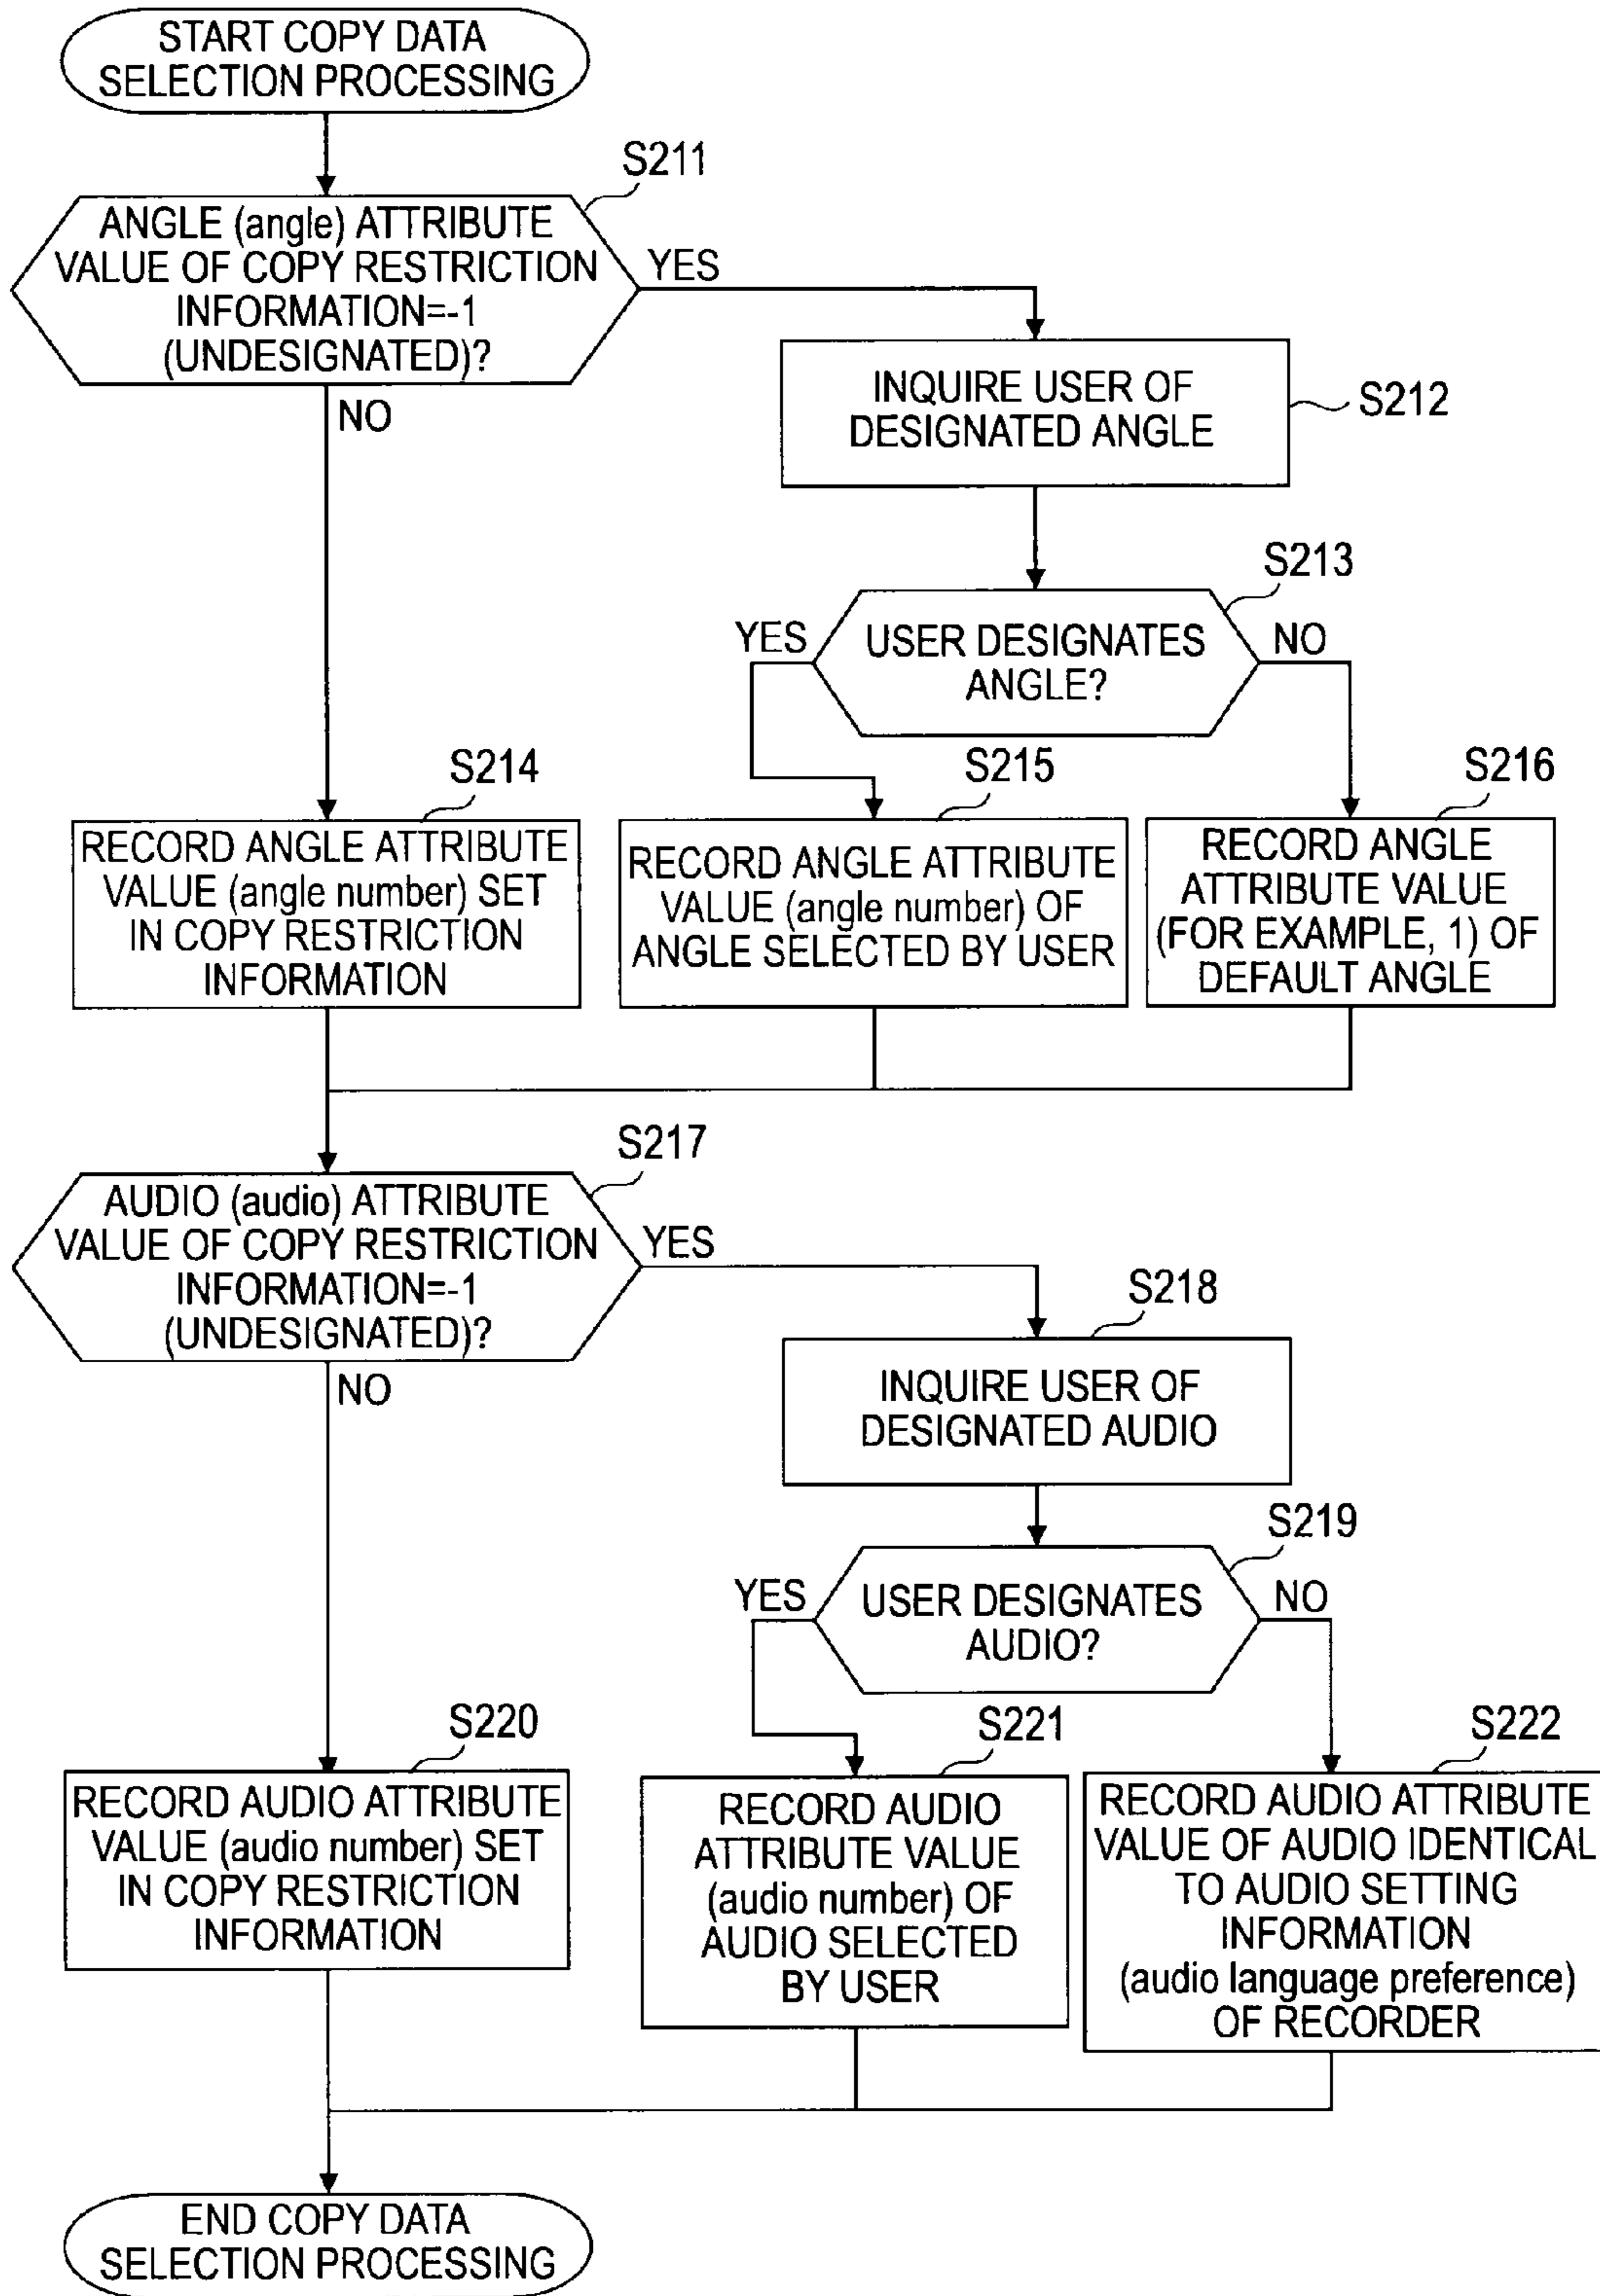 START COPY DATA
SELECTION PROCESSING
S211
ANGLE (angle) ATTRIBUTE
VALUE OF COPY RESTRICTION
INFORMATION=-1
(UNDESIGNATED)?
YES
NO
INQUIRE USER OF
DESIGNATED ANGLE
S212
S213
YES
USER DESIGNATES
ANGLE?
NO
S214
RECORD ANGLE ATTRIBUTE
VALUE (angle number) SET
IN COPY RESTRICTION
INFORMATION
S215
RECORD ANGLE ATTRIBUTE
VALUE (angle number) OF
ANGLE SELECTED BY USER
S216
RECORD ANGLE
ATTRIBUTE VALUE
(FOR EXAMPLE, 1) OF
DEFAULT ANGLE
S217
AUDIO (audio) ATTRIBUTE
VALUE OF COPY RESTRICTION
INFORMATION=-1
(UNDESIGNATED)?
YES
NO
S218
INQUIRE USER OF
DESIGNATED AUDIO
S219
YES
USER DESIGNATES
AUDIO?
NO
S220
RECORD AUDIO ATTRIBUTE
VALUE (audio number) SET
IN COPY RESTRICTION
INFORMATION
S221
RECORD AUDIO
ATTRIBUTE VALUE
(audio number) OF
AUDIO SELECTED
BY USER
S222
RECORD AUDIO ATTRIBUTE
VALUE OF AUDIO IDENTICAL
TO AUDIO SETTING
INFORMATION
(audio language preference)
OF RECORDER
END COPY DATA
SELECTION PROCESSING